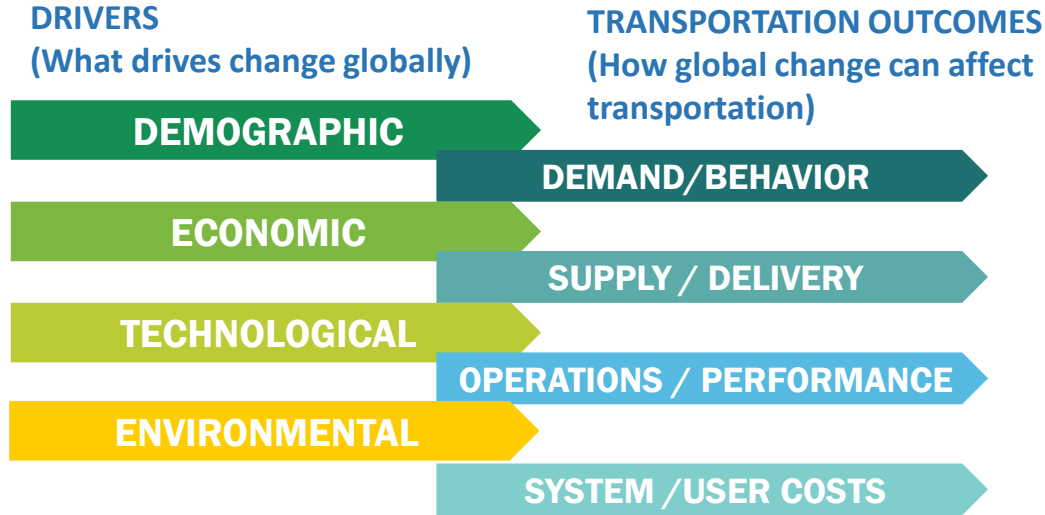 DRIVERS
(What drives change globally)
TRANSPORTATION OUTCOMES
(How global change can affect
transportation)
DEMOGRAPHIC
DEMAND/BEHAVIOR
ECONOMIC
SUPPLY / DELIVERY
TECHNOLOGICAL
OPERATIONS / PERFORMANCE
ENVIRONMENTAL
SYSTEM /USER COSTS